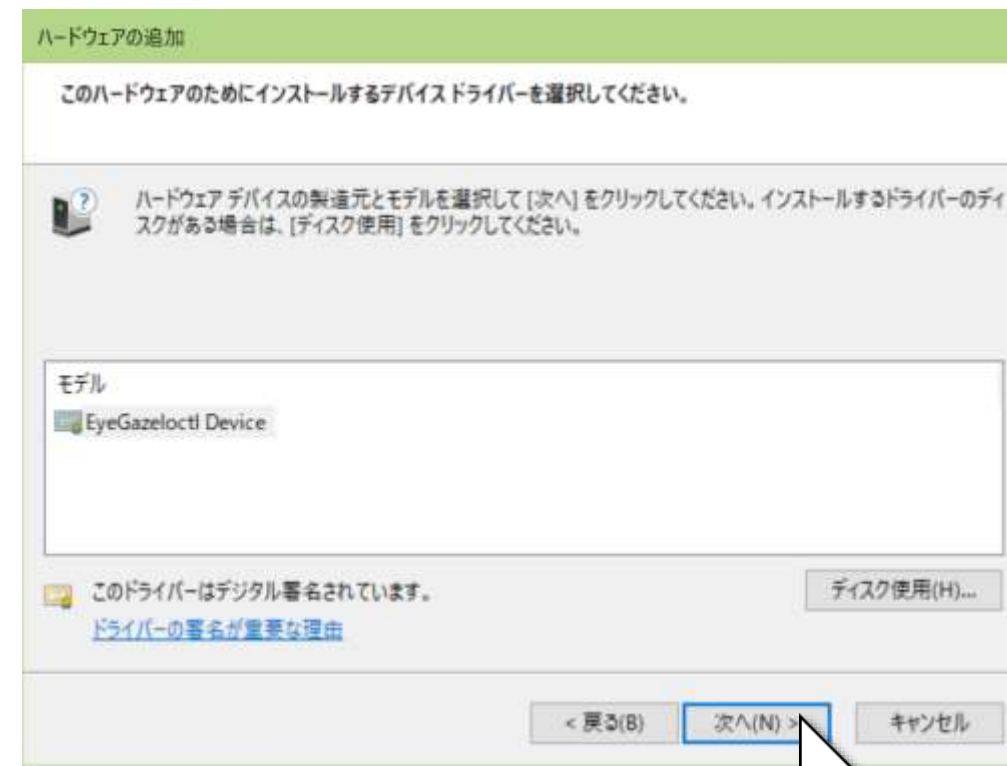 ハードウェアの追加
このハードウェアのためにインストールするデバイス ドライバーを選択してください。
ハードウェア デバイスの製造元とモデルを選択して [次へ] をクリックしてください。インストールするドライバーのディ
スクがある場合は、[ディスク使用] をクリックしてください。
モデル
EyeGazeIoctl Device
このドライバーはデジタル署名されています。
ディスク使用(H)...
ドライバーの署名が重要な理由
< 戻る(B)
次へ(N) >
キャンセル